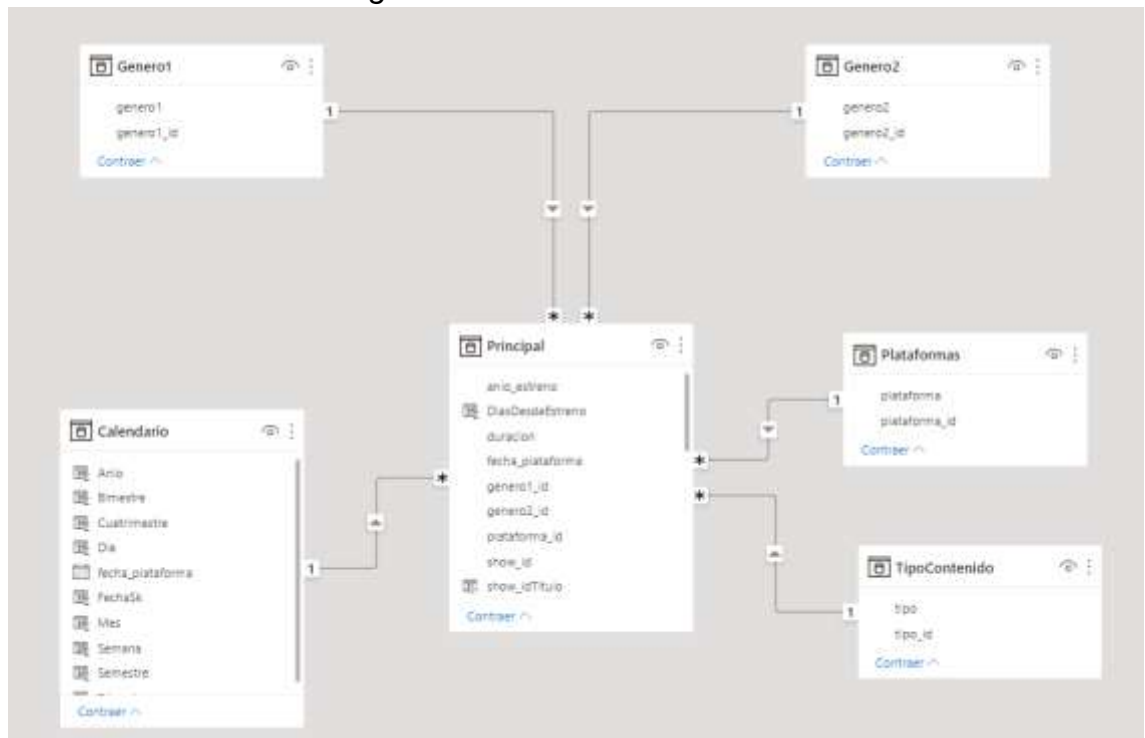 Genero1
genero1
genero1_id
Contraer
1
Genero2
genero2
genero2_id
Contraer
1
*
*
Principal
anio_estreno
DiasDesdeEstreno
duracion
fecha_plataforma
genero1_id
genero2_id
plataforma_id
show_id
show_idTitulo
Contraer
*
*
*
Plataformas
plataforma
plataforma_id
Contraer
1
Calendario
Anio
Bimestre
Cuatrimestre
Dia
fecha_plataforma
FechaSk
Mes
Semana
Semestre
Contraer
1
TipoContenido
tipo
tipo_id
Contraer
1